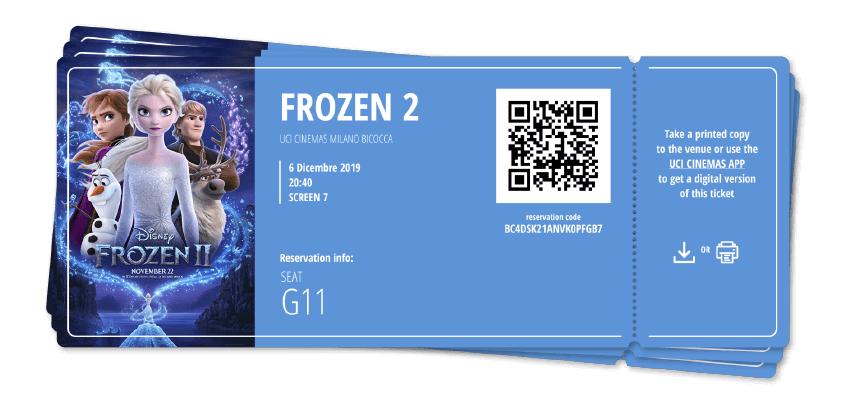 FROZEN 2
UCI CINEMAS MILANO BICOCCA
6 Dicembre 2019
20:40
SCREEN 7
Reservation info:
SEAT
G11
reservation code
BC4DSK21ANVK0PFGB7
Take a printed copy
to the venue or use the
UCI CINEMAS APP
to get a digital version
of this ticket
OR
Disney
FROZEN II
NOVEMBER 22